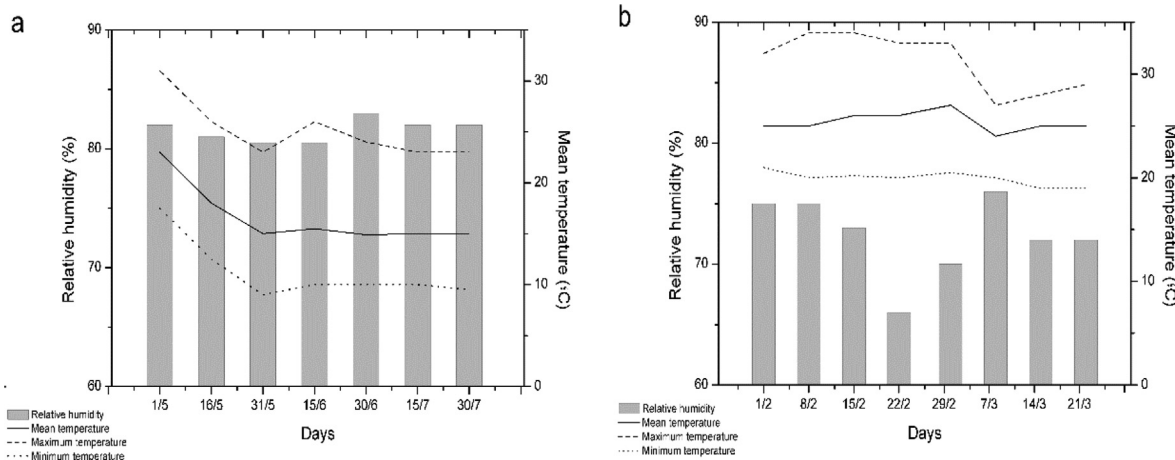 a
90
80
70
60
Relative humidity (%)
30
20
10
0
Mean temperature (°C)
1/5 16/5 31/5 15/6 30/6 15/7 30/7
Days
Relative humidity
Mean temperature
Maximum temperature
Minimum temperature
b
90
80
70
60
Relative humidity (%)
30
20
10
0
Mean temperature (°C)
1/2 8/2 15/2 22/2 29/2 7/3 14/3 21/3
Days
Relative humidity
Mean temperature
Maximum temperature
Minimum temperature